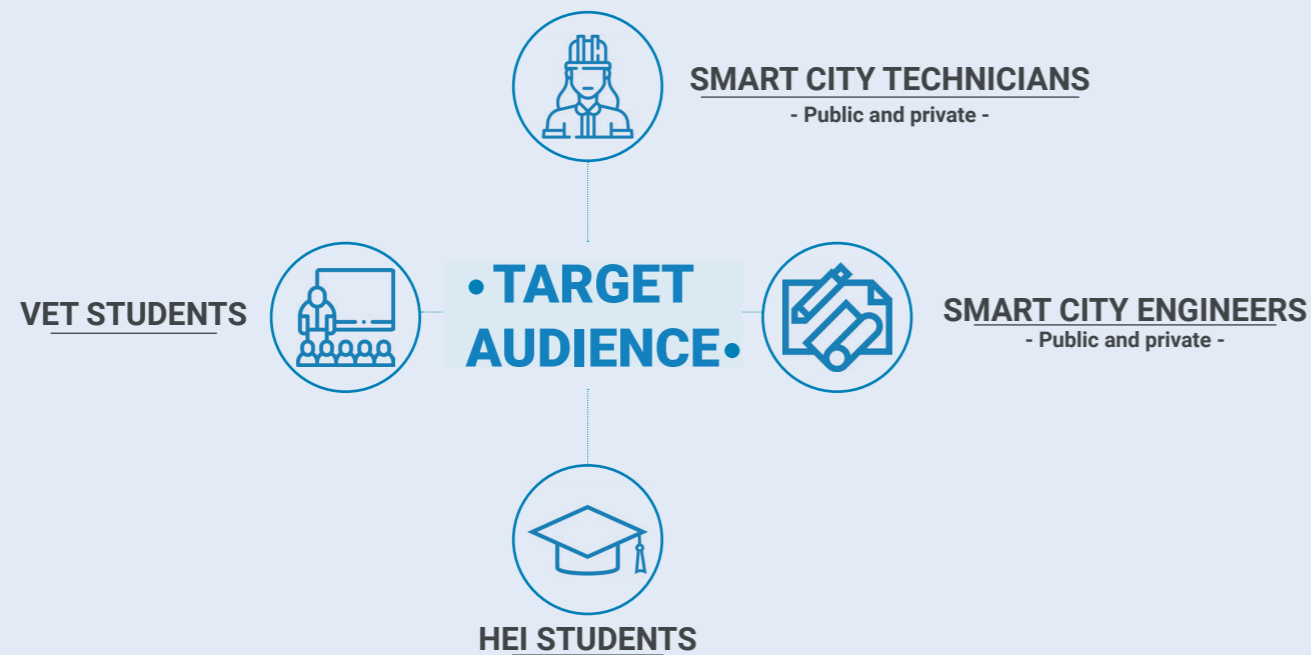 SMART CITY TECHNICIANS
- Public and private -
VET STUDENTS
• TARGET
AUDIENCE •
SMART CITY ENGINEERS
- Public and private -
HEI STUDENTS